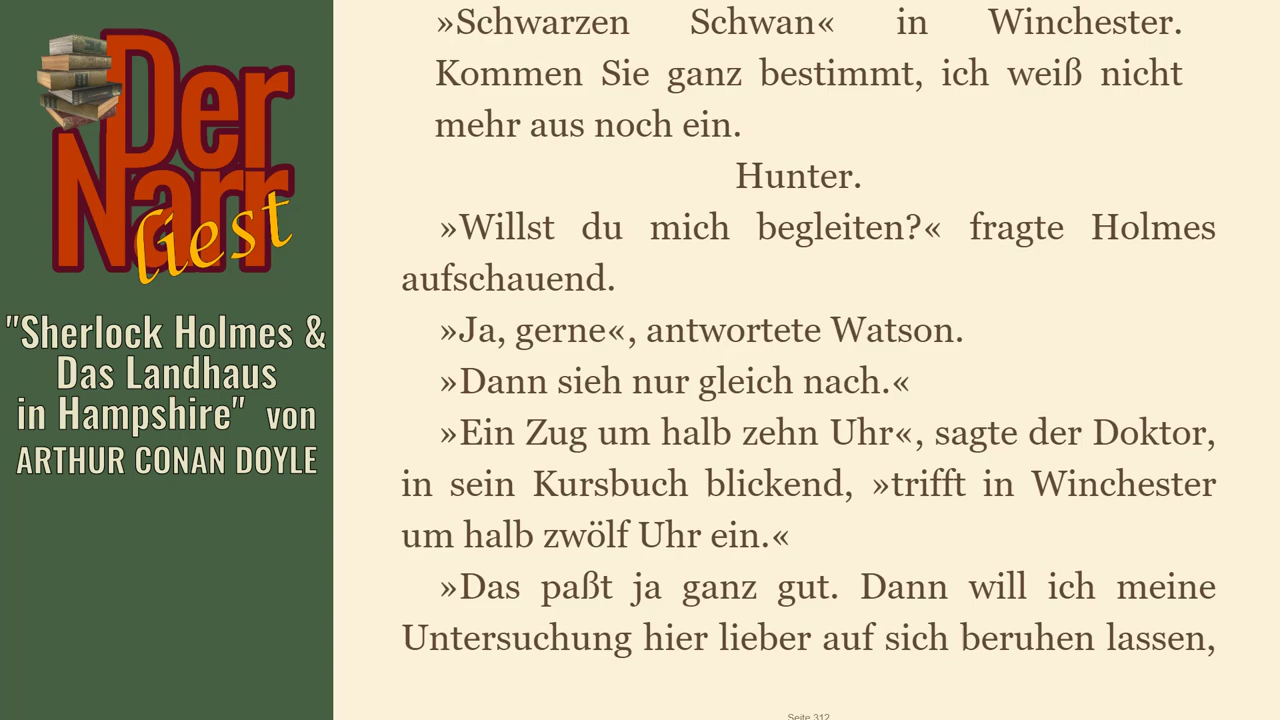 Der
Narr
liest
"Sherlock Holmes &
Das Landhaus
in Hampshire" von
ARTHUR CONAN DOYLE
»Schwarzen Schwan« in Winchester.
Kommen Sie ganz bestimmt, ich weiß nicht
mehr aus noch ein.
Hunter.
»Willst du mich begleiten?« fragte Holmes
aufschauend.
»Ja, gerne«, antwortete Watson.
»Dann sieh nur gleich nach.«
»Ein Zug um halb zehn Uhr«, sagte der Doktor,
in sein Kursbuch blickend, »trifft in Winchester
um halb zwölf Uhr ein.«
»Das paßt ja ganz gut. Dann will ich meine
Untersuchung hier lieber auf sich beruhen lassen,
Seite 312